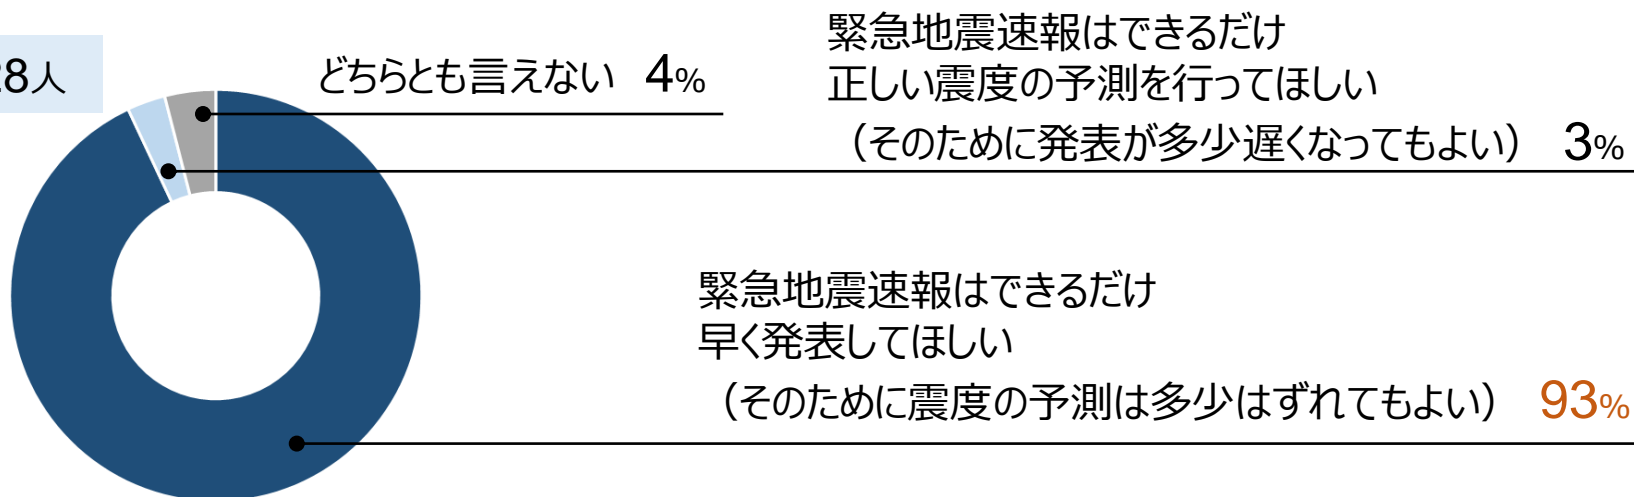 8人
どちらとも言えない 4%
緊急地震速報はできるだけ
正しい震度の予測を行ってほしい
（そのために発表が多少遅くなってもよい） 3%
緊急地震速報はできるだけ
早く発表してほしい
（そのために震度の予測は多少はずれてもよい） 93%